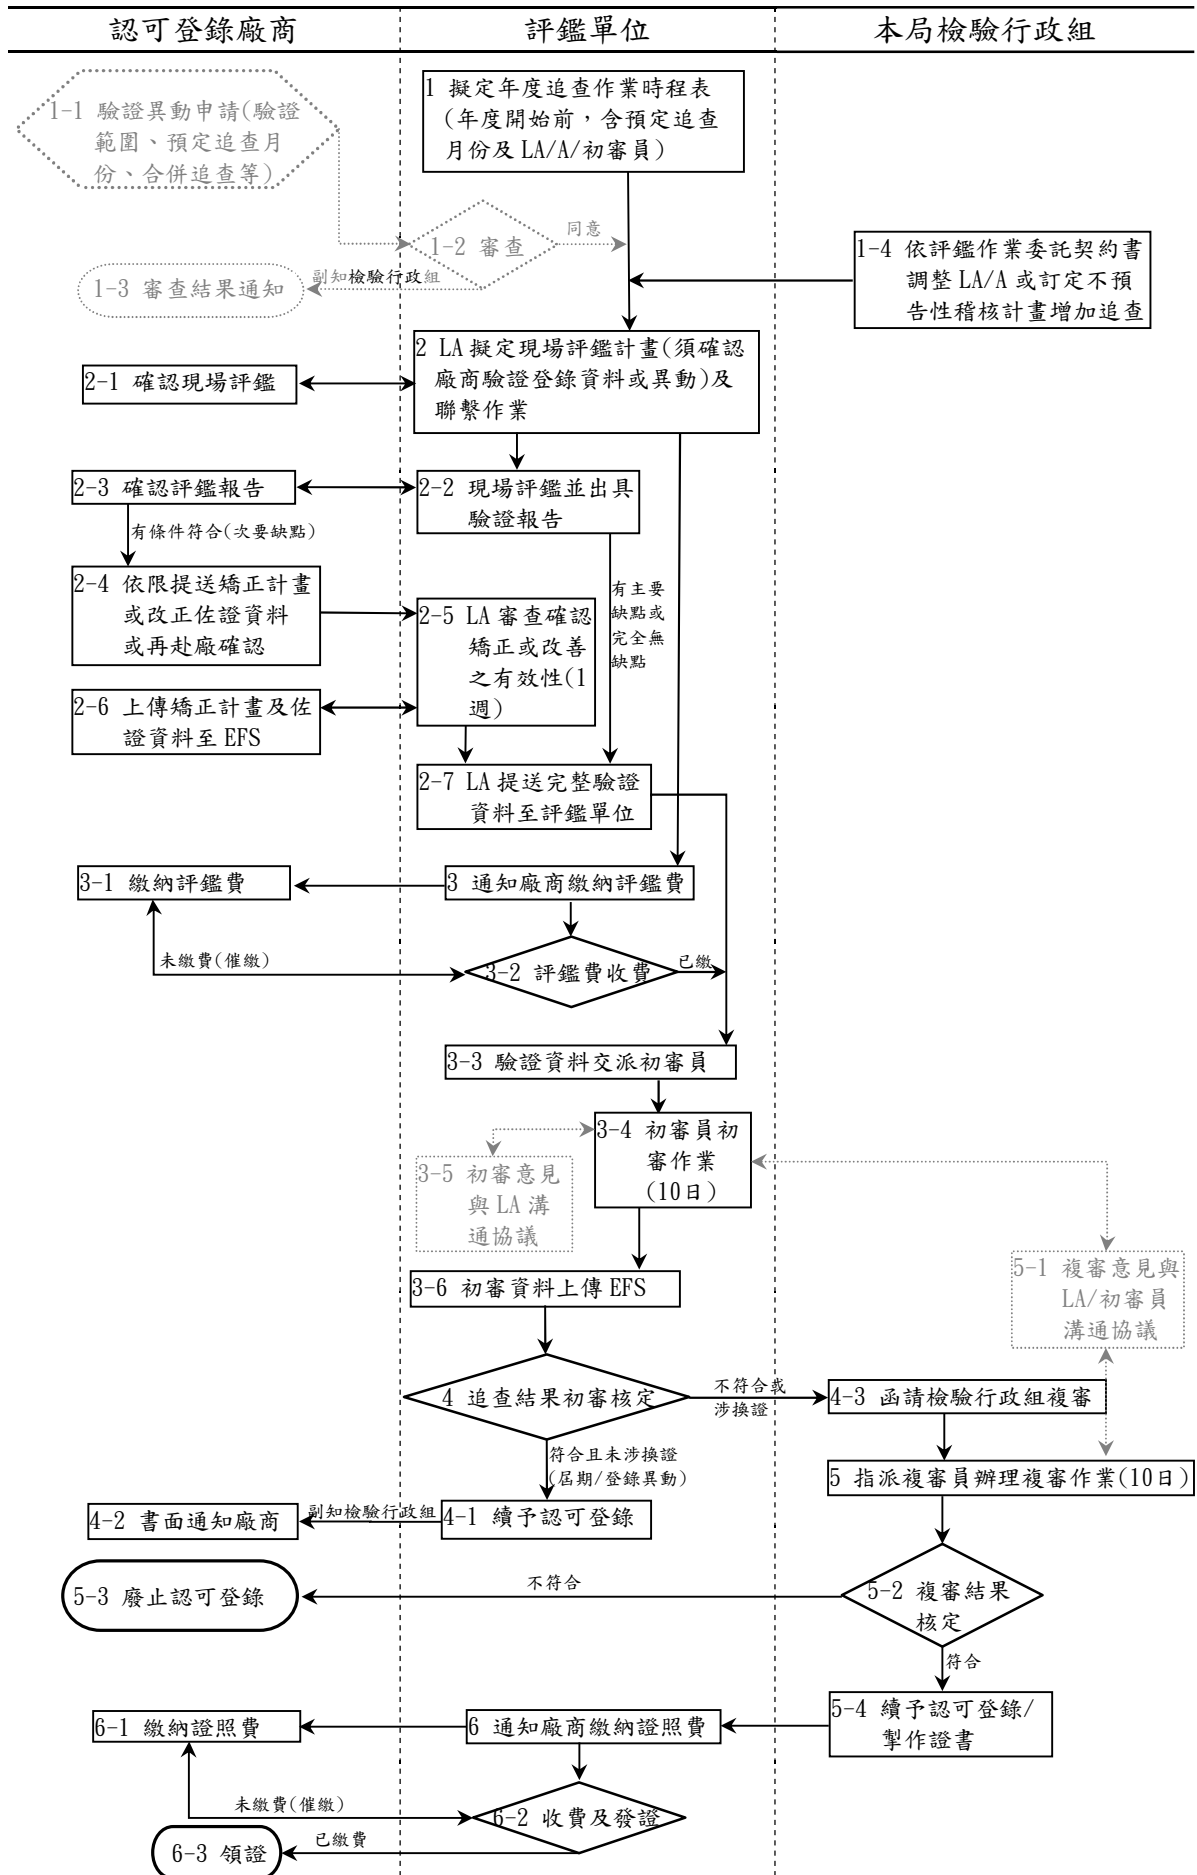 認可登錄廠商
評鑑單位
本局檢驗行政組
1 擬定年度追查作業時程表
(年度開始前，含預定追查
月份及 LA/A/初審員)
1-1 驗證異動申請(驗證
範圍、預定追查月
份、合併追查等)
1-2 審查
同意
副知檢驗行政組
1-3 審查結果通知
1-4 依評鑑作業委託契約書
調整 LA/A 或訂定不預
告性稽核計畫增加追查
2 LA 擬定現場評鑑計畫(須確認
廠商驗證登錄資料或異動)及
聯繫作業
2-1 確認現場評鑑
2-3 確認評鑑報告
2-2 現場評鑑並出具
驗證報告
有條件符合(次要缺點)
2-4 依限提送矯正計畫
或改正佐證資料
或再赴廠確認
2-5 LA 審查確認
矯正或改善
之有效性(1
週)
有主要
缺點或
完全無
缺點
2-6 上傳矯正計畫及佐
證資料至 EFS
2-7 LA 提送完整驗證
資料至評鑑單位
3-1 繳納評鑑費
3 通知廠商繳納評鑑費
未繳費(催繳)
3-2 評鑑費收費
已繳
3-3 驗證資料交派初審員
3-4 初審員初
審作業
(10日)
3-5 初審意見
與 LA 溝
通協議
5-1 複審意見與
LA/初審員
溝通協議
3-6 初審資料上傳 EFS
4 追查結果初審核定
不符合或
涉換證
4-3 函請檢驗行政組複審
符合且未涉換證
(屆期/登錄異動)
5 指派複審員辦理複審作業(10日)
4-2 書面通知廠商
副知檢驗行政組
4-1 續予認可登錄
5-3 廢止認可登錄
不符合
5-2 複審結果
核定
符合
5-4 續予認可登錄/
掣作證書
6-1 繳納證照費
6 通知廠商繳納證照費
未繳費(催繳)
6-2 收費及發證
已繳費
6-3 領證